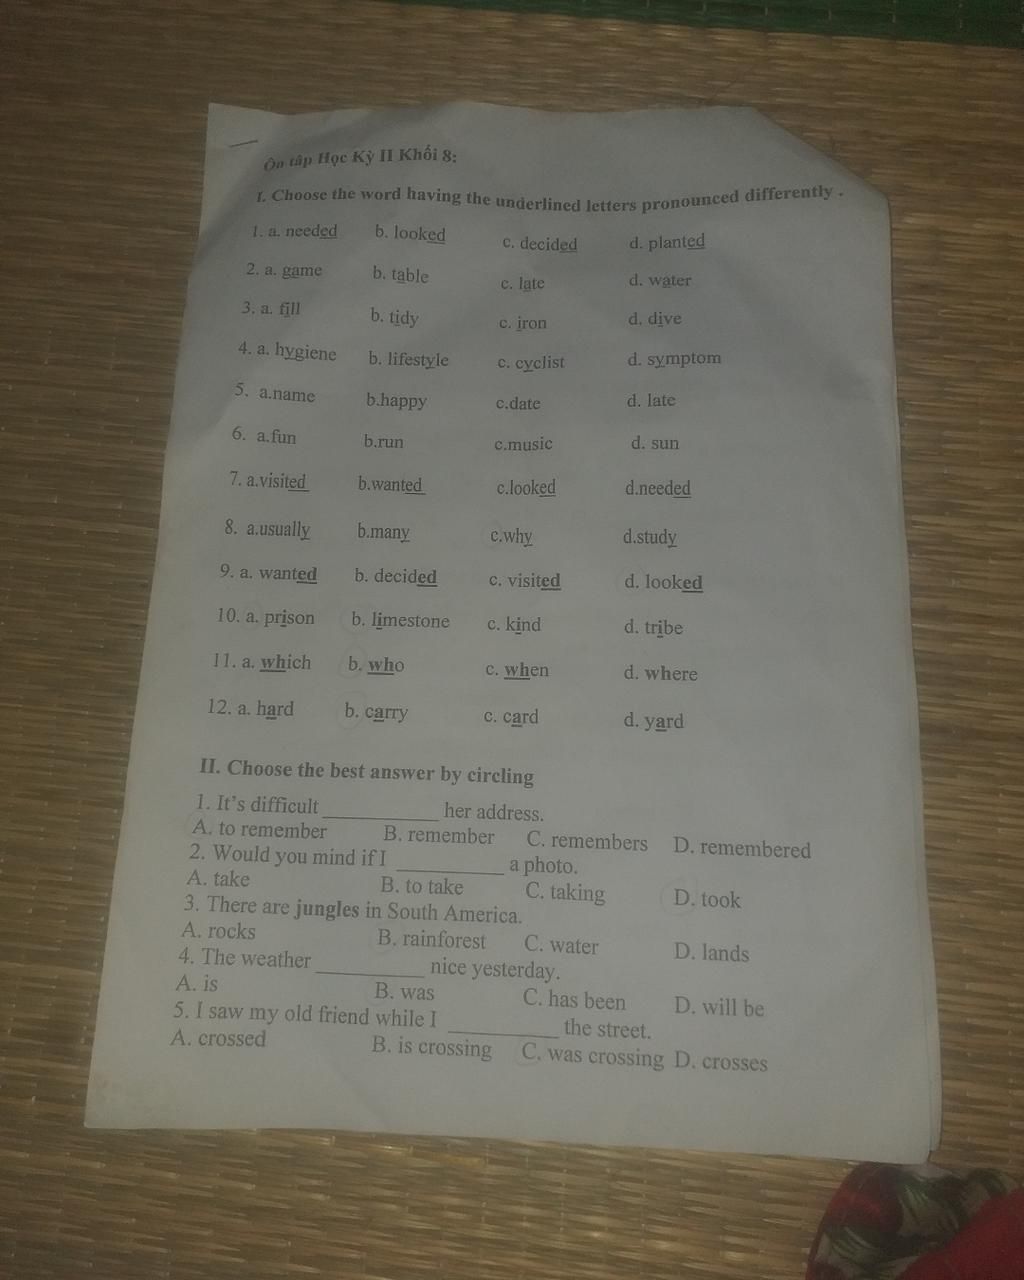 Ôn tập Học Kỳ II Khối 8:
I. Choose the word having the underlined letters pronounced differently .
1. a. needed b. looked c. decided d. planted
2. a. game b. table c. late d. water
3. a. fill b. tidy c. iron d. dive
4. a. hygiene b. lifestyle c. cyclist d. symptom
5. a.name b.happy c.date d. late
6. a.fun b.run c.music d. sun
7. a.visited b.wanted c.looked d.needed
8. a.usually b.many c.why d.study
9. a. wanted b. decided c. visited d. looked
10. a. prison b. limestone c. kind d. tribe
11. a. which b. who c. when d. where
12. a. hard b. carry c. card d. yard
II. Choose the best answer by circling
1. It's difficult __________ her address.
A. to remember B. remember C. remembers D. remembered
2. Would you mind if I __________ a photo.
A. take B. to take C. taking D. took
3. There are jungles in South America.
A. rocks B. rainforest C. water D. lands
4. The weather __________ nice yesterday.
A. is B. was C. has been D. will be
5. I saw my old friend while I __________ the street.
A. crossed B. is crossing C. was crossing D. crosses